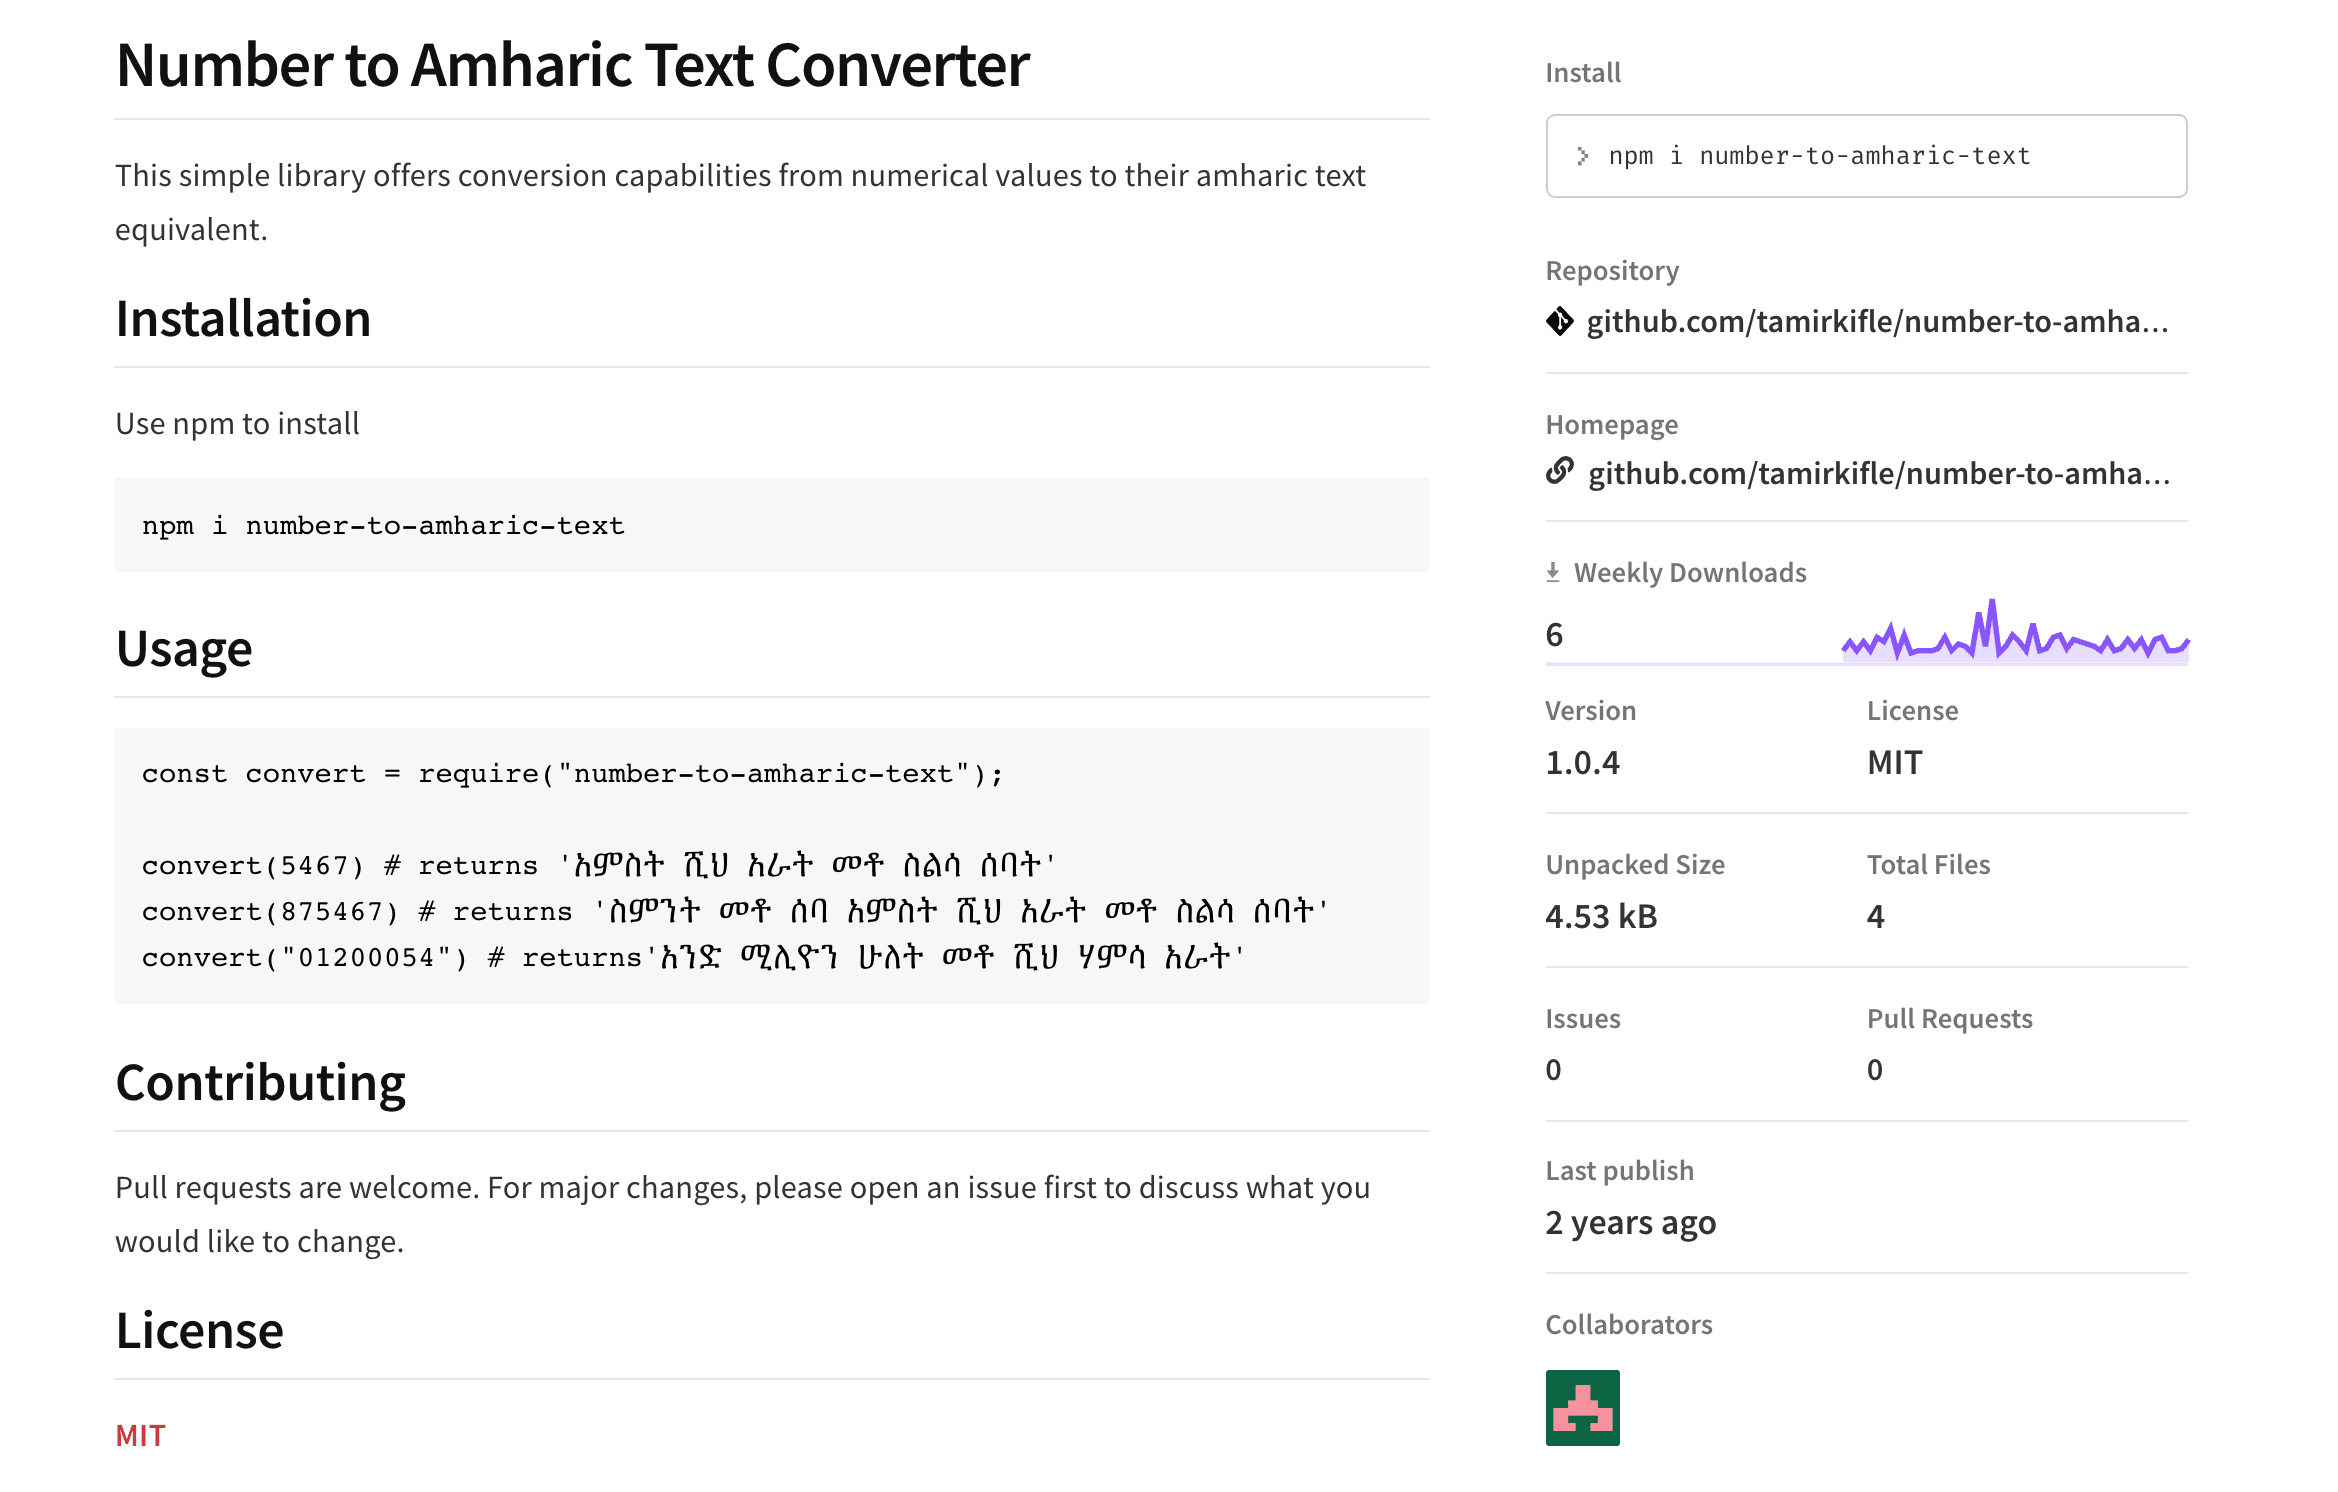 Number to Amharic Text Converter
This simple library offers conversion capabilities from numerical values to their amharic text
equivalent.
Installation
Use npm to install
npm i number-to-amharic-text
Usage
const convert = require("number-to-amharic-text");
convert(5467) # returns 'አምስት ሺህ አራት መቶ ስልሳ ሰባት'
convert(875467) # returns 'ስምንት መቶ ሰባ አምስት ሺህ አራት መቶ ስልሳ ሰባት'
convert("01200054") # returns'አንድ ሚሊዮን ሁለት መቶ ሺህ ሃምሳ አራት'
Contributing
Pull requests are welcome. For major changes, please open an issue first to discuss what you
would like to change.
License
MIT
Install
npm i number-to-amharic-text
Repository
github.com/tamirkifle/number-to-amha...
Homepage
github.com/tamirkifle/number-to-amha...
Weekly Downloads
6
Version
License
1.0.4
MIT
Unpacked Size
Total Files
4.53 kB
4
Issues
Pull Requests
0
0
Last publish
2 years ago
Collaborators